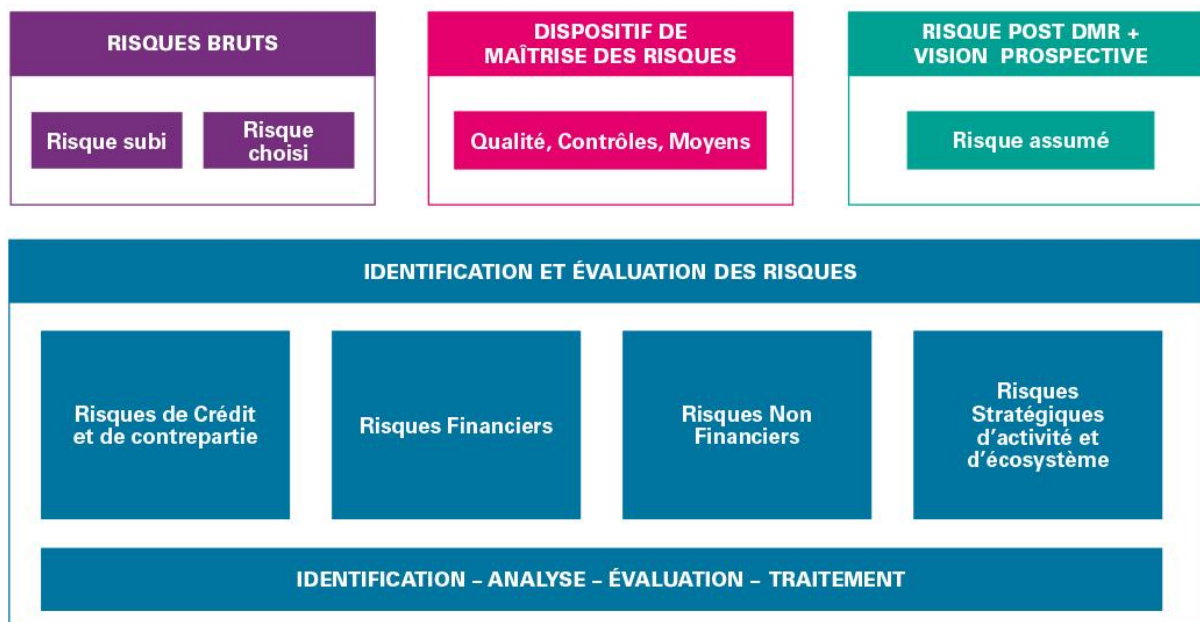 RISQUES BRUTS
Risque subi
Risque
choisi
DISPOSITIF DE
MAÎTRISE DES RISQUES
Qualité, Contrôles, Moyens
RISQUE POST DMR +
VISION PROSPECTIVE
Risque assumé
IDENTIFICATION ET ÉVALUATION DES RISQUES
Risques de Crédit
et de contrepartie
Risques Financiers
Risques Non
Financiers
Risques
Stratégiques
d’activité et
d’écosystème
IDENTIFICATION – ANALYSE – ÉVALUATION – TRAITEMENT